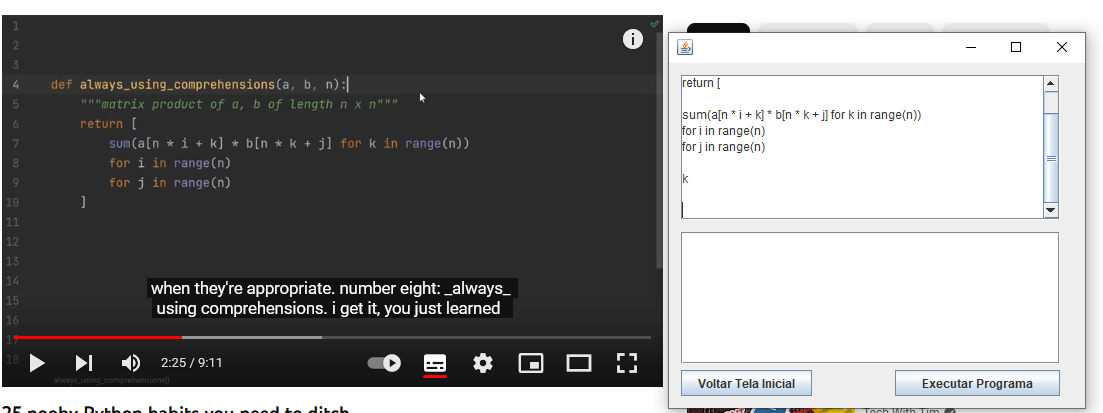 1
2
3
4 def always_using_comprehensions(a, b, n):
5 """matrix product of a, b of length n x n"""
6 return [
7 sum(a[n * i + k] * b[n * k + j] for k in range(n))
8 for i in range(n)
9 for j in range(n)
10 ]
11
12
13
14
15
16
17
18
when they're appropriate. number eight: _always_
using comprehensions. i get it, you just learned
2:25 / 9:11
always_using_comprehensions()
25 nooby Python habits you need to ditch
return [
sum(a[n * i + k] * b[n * k + j] for k in range(n))
for i in range(n)
for j in range(n)
k
Voltar Tela Inicial
Executar Programa
Tech With Tim